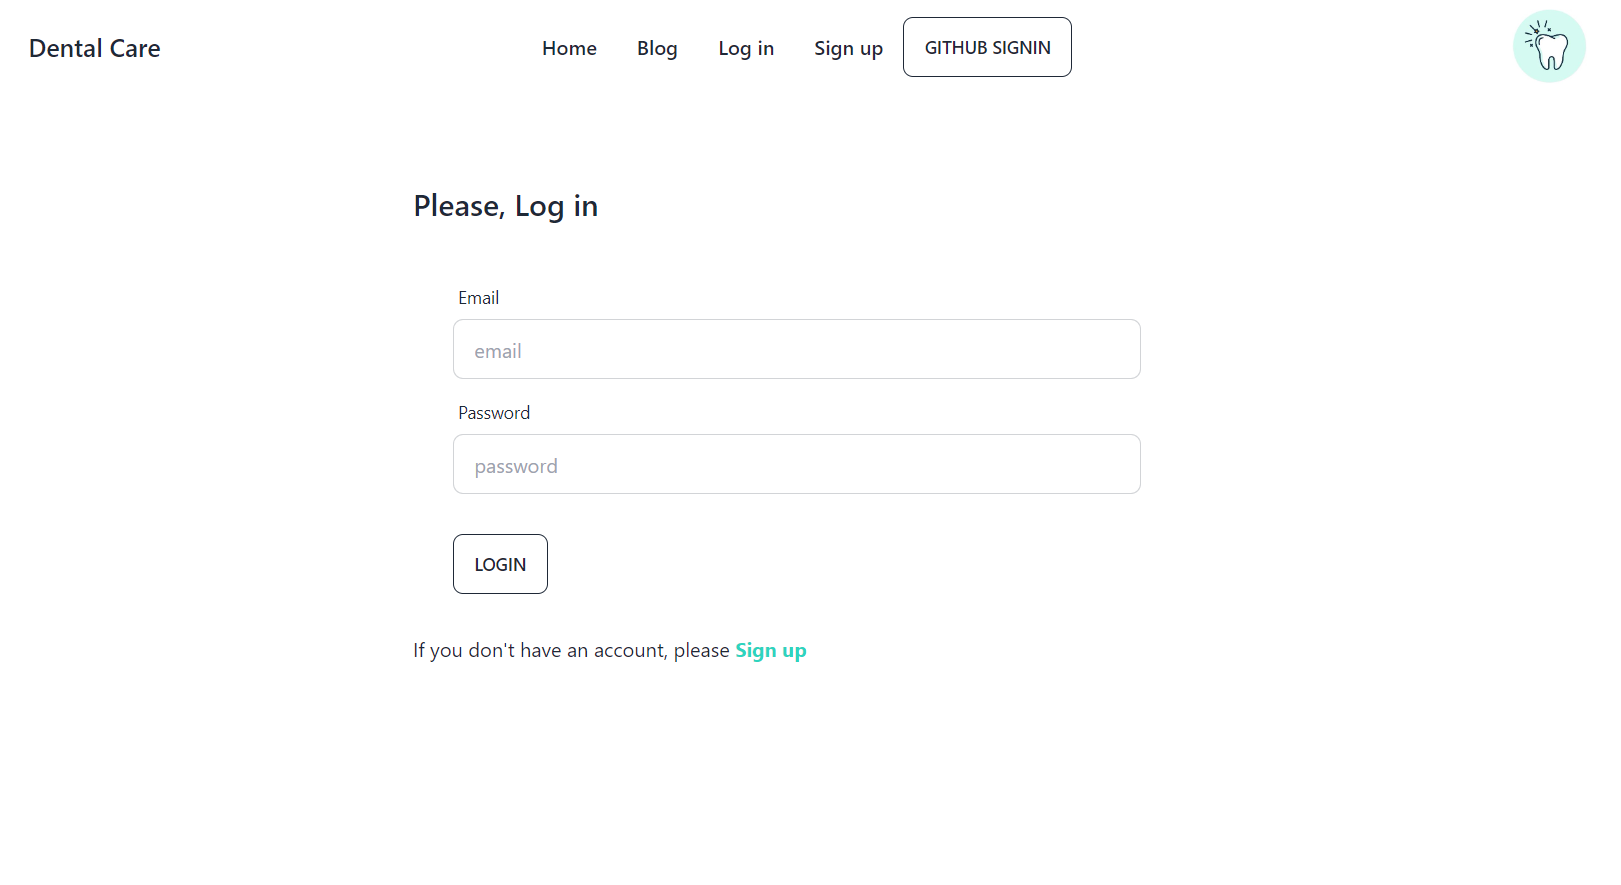 Dental Care Home Blog Log in Sign up GITHUB SIGNIN
Please, Log in
Email
email
Password
password
LOGIN
If you don't have an account, please Sign up